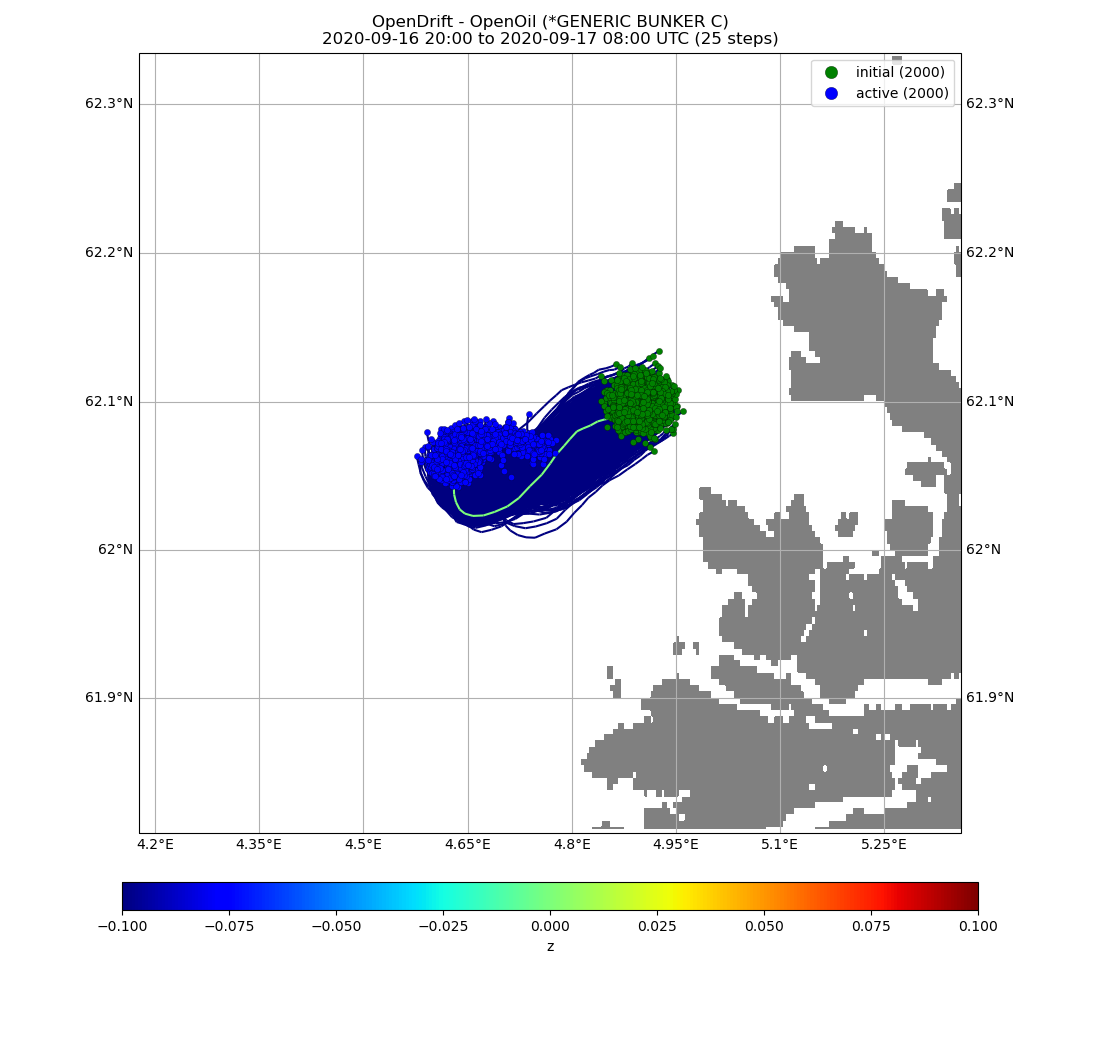 OpenDrift - OpenOil (*GENERIC BUNKER C)
2020-09-16 20:00 to 2020-09-17 08:00 UTC (25 steps)
initial (2000)
active (2000)
62.3°N 62.3°N
62.2°N 62.2°N
62.1°N 62.1°N
62°N 62°N
61.9°N 61.9°N
4.2°E 4.35°E 4.5°E 4.65°E 4.8°E 4.95°E 5.1°E 5.25°E
−0.100 −0.075 −0.050 −0.025 0.000 0.025 0.050 0.075 0.100
z